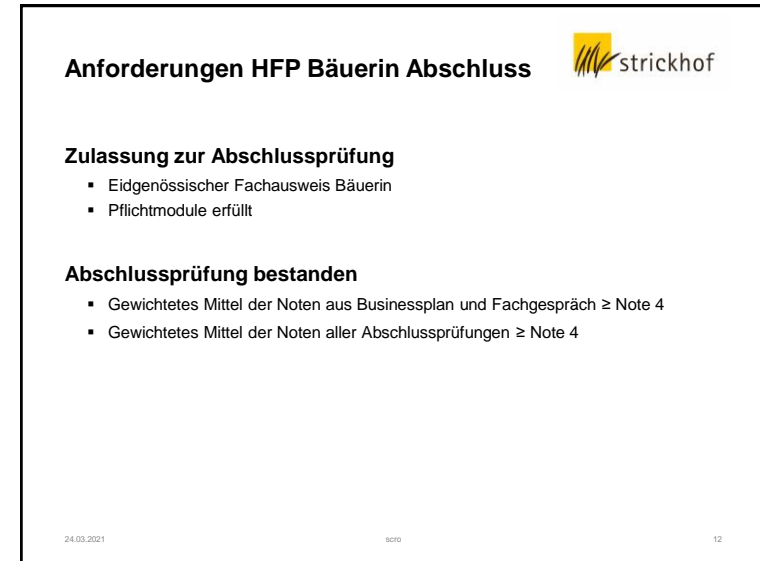 Anforderungen HFP Bäuerin Abschluss
strickhof
Zulassung zur Abschlussprüfung
▪ Eidgenössischer Fachausweis Bäuerin
▪ Pflichtmodule erfüllt
Abschlussprüfung bestanden
▪ Gewichtetes Mittel der Noten aus Businessplan und Fachgespräch ≥ Note 4
▪ Gewichtetes Mittel der Noten aller Abschlussprüfungen ≥ Note 4
24.03.2021 scro 12